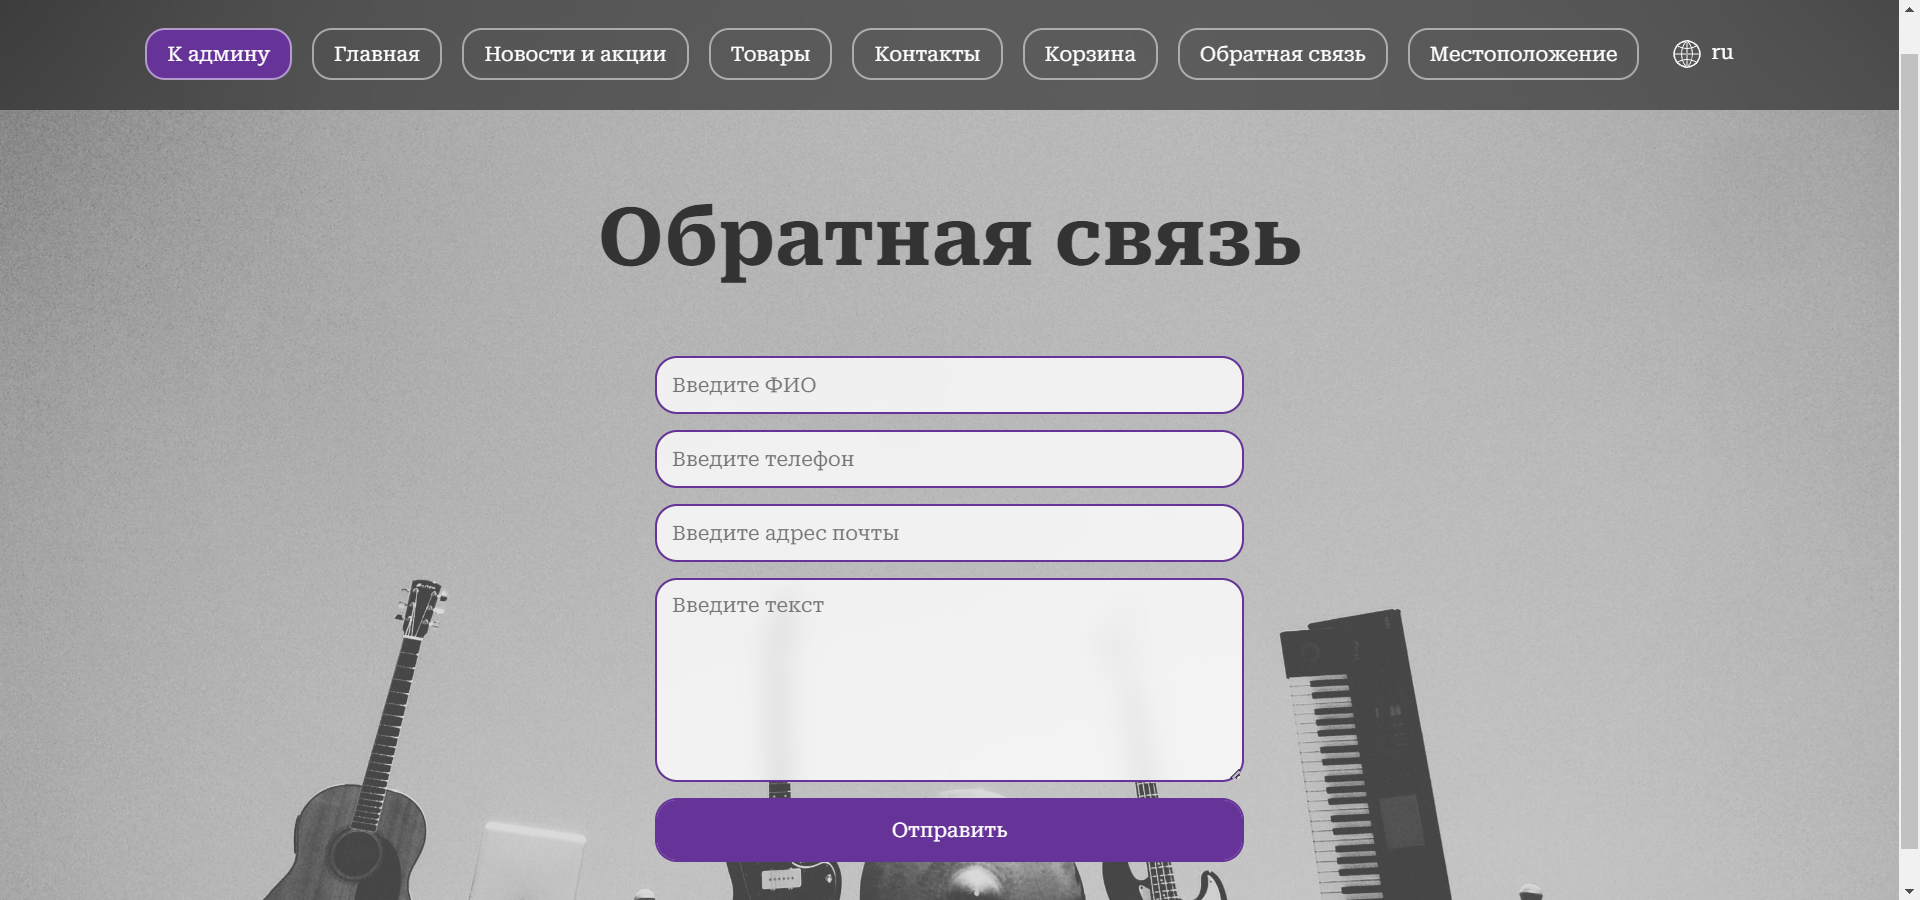 К админу
Главная
Новости и акции
Товары
Контакты
Корзина
Обратная связь
Местоположение
ru
Обратная связь
Введите ФИО
Введите телефон
Введите адрес почты
Введите текст
Отправить